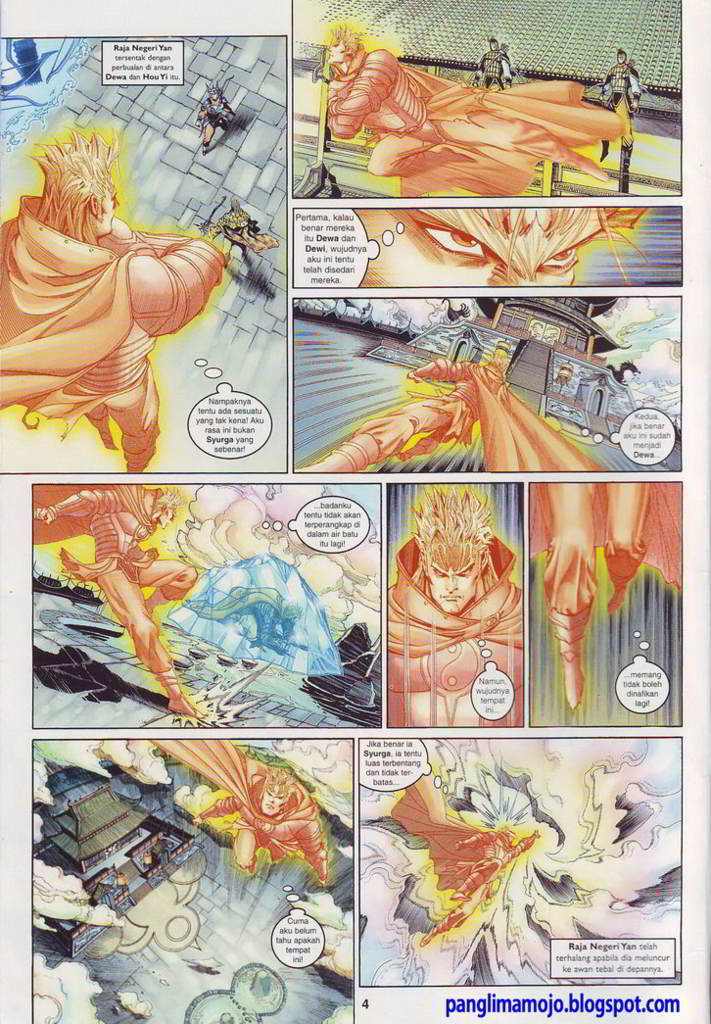 Raja Negeri Yan
tersentak dengan
perbualan di antara
Dewa dan Hou Yi itu.
Nampaknya
tentu ada sesuatu
yang tak kena! Aku
rasa ini bukan
Syurga yang
sebenar!
Pertama, kalau
benar mereka
itu Dewa dan
Dewi, wujudnya
aku ini tentu
telah disedari
mereka.
Kedua,
jika benar
aku ini sudah
menjadi
Dewa...
...badanku
tentu tidak akan
terperangkap di
dalam air batu
itu lagi!
Namun,
wujudnya
tempat
ini...
...memang
tidak boleh
dinafikan
lagi!
Cuma
aku belum
tahu apakah
tempat
ini!
Jika benar ia
Syurga, ia tentu
luas terbentang
dan tidak ter-
batas...
Raja Negeri Yan telah
terhalang apabila dia meluncur
ke awan tebal di depannya.
4
panglimamojo.blogspot.com